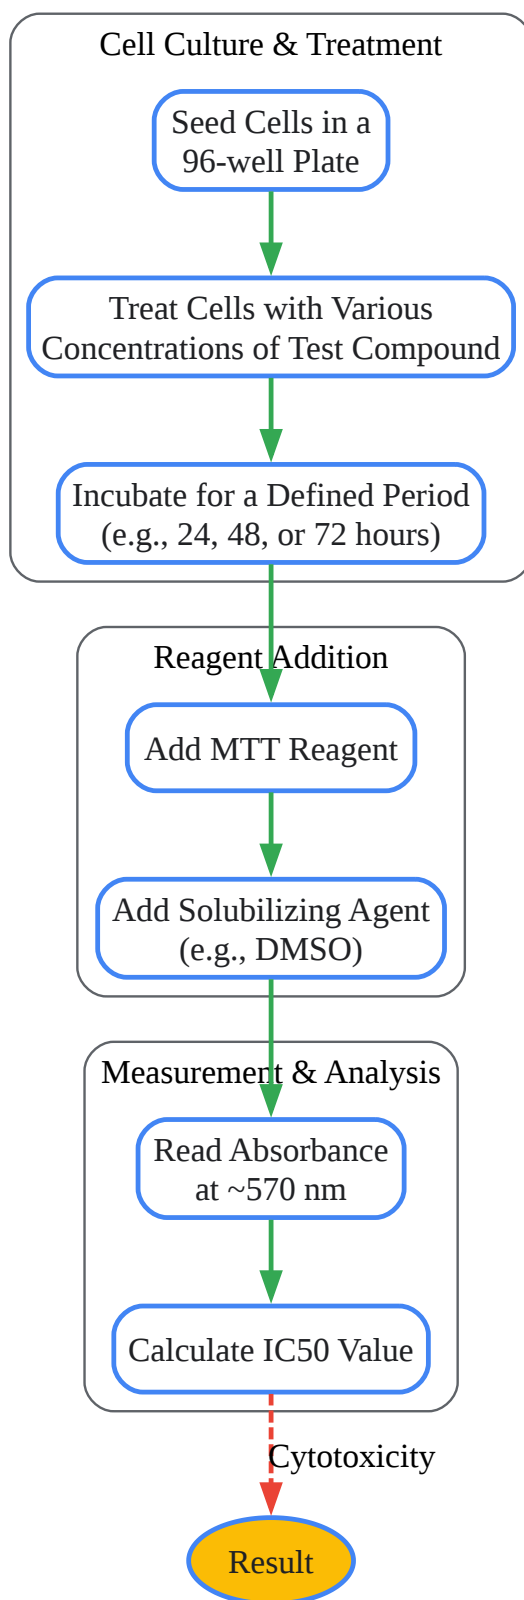 Cell Culture & Treatment
Seed Cells in a
96-well Plate
Treat Cells with Various
Concentrations of Test Compound
Incubate for a Defined Period
(e.g., 24, 48, or 72 hours)
Reagent Addition
Add MTT Reagent
Add Solubilizing Agent
(e.g., DMSO)
Measurement & Analysis
Read Absorbance
at ~570 nm
Calculate IC50 Value
Cytotoxicity
Result